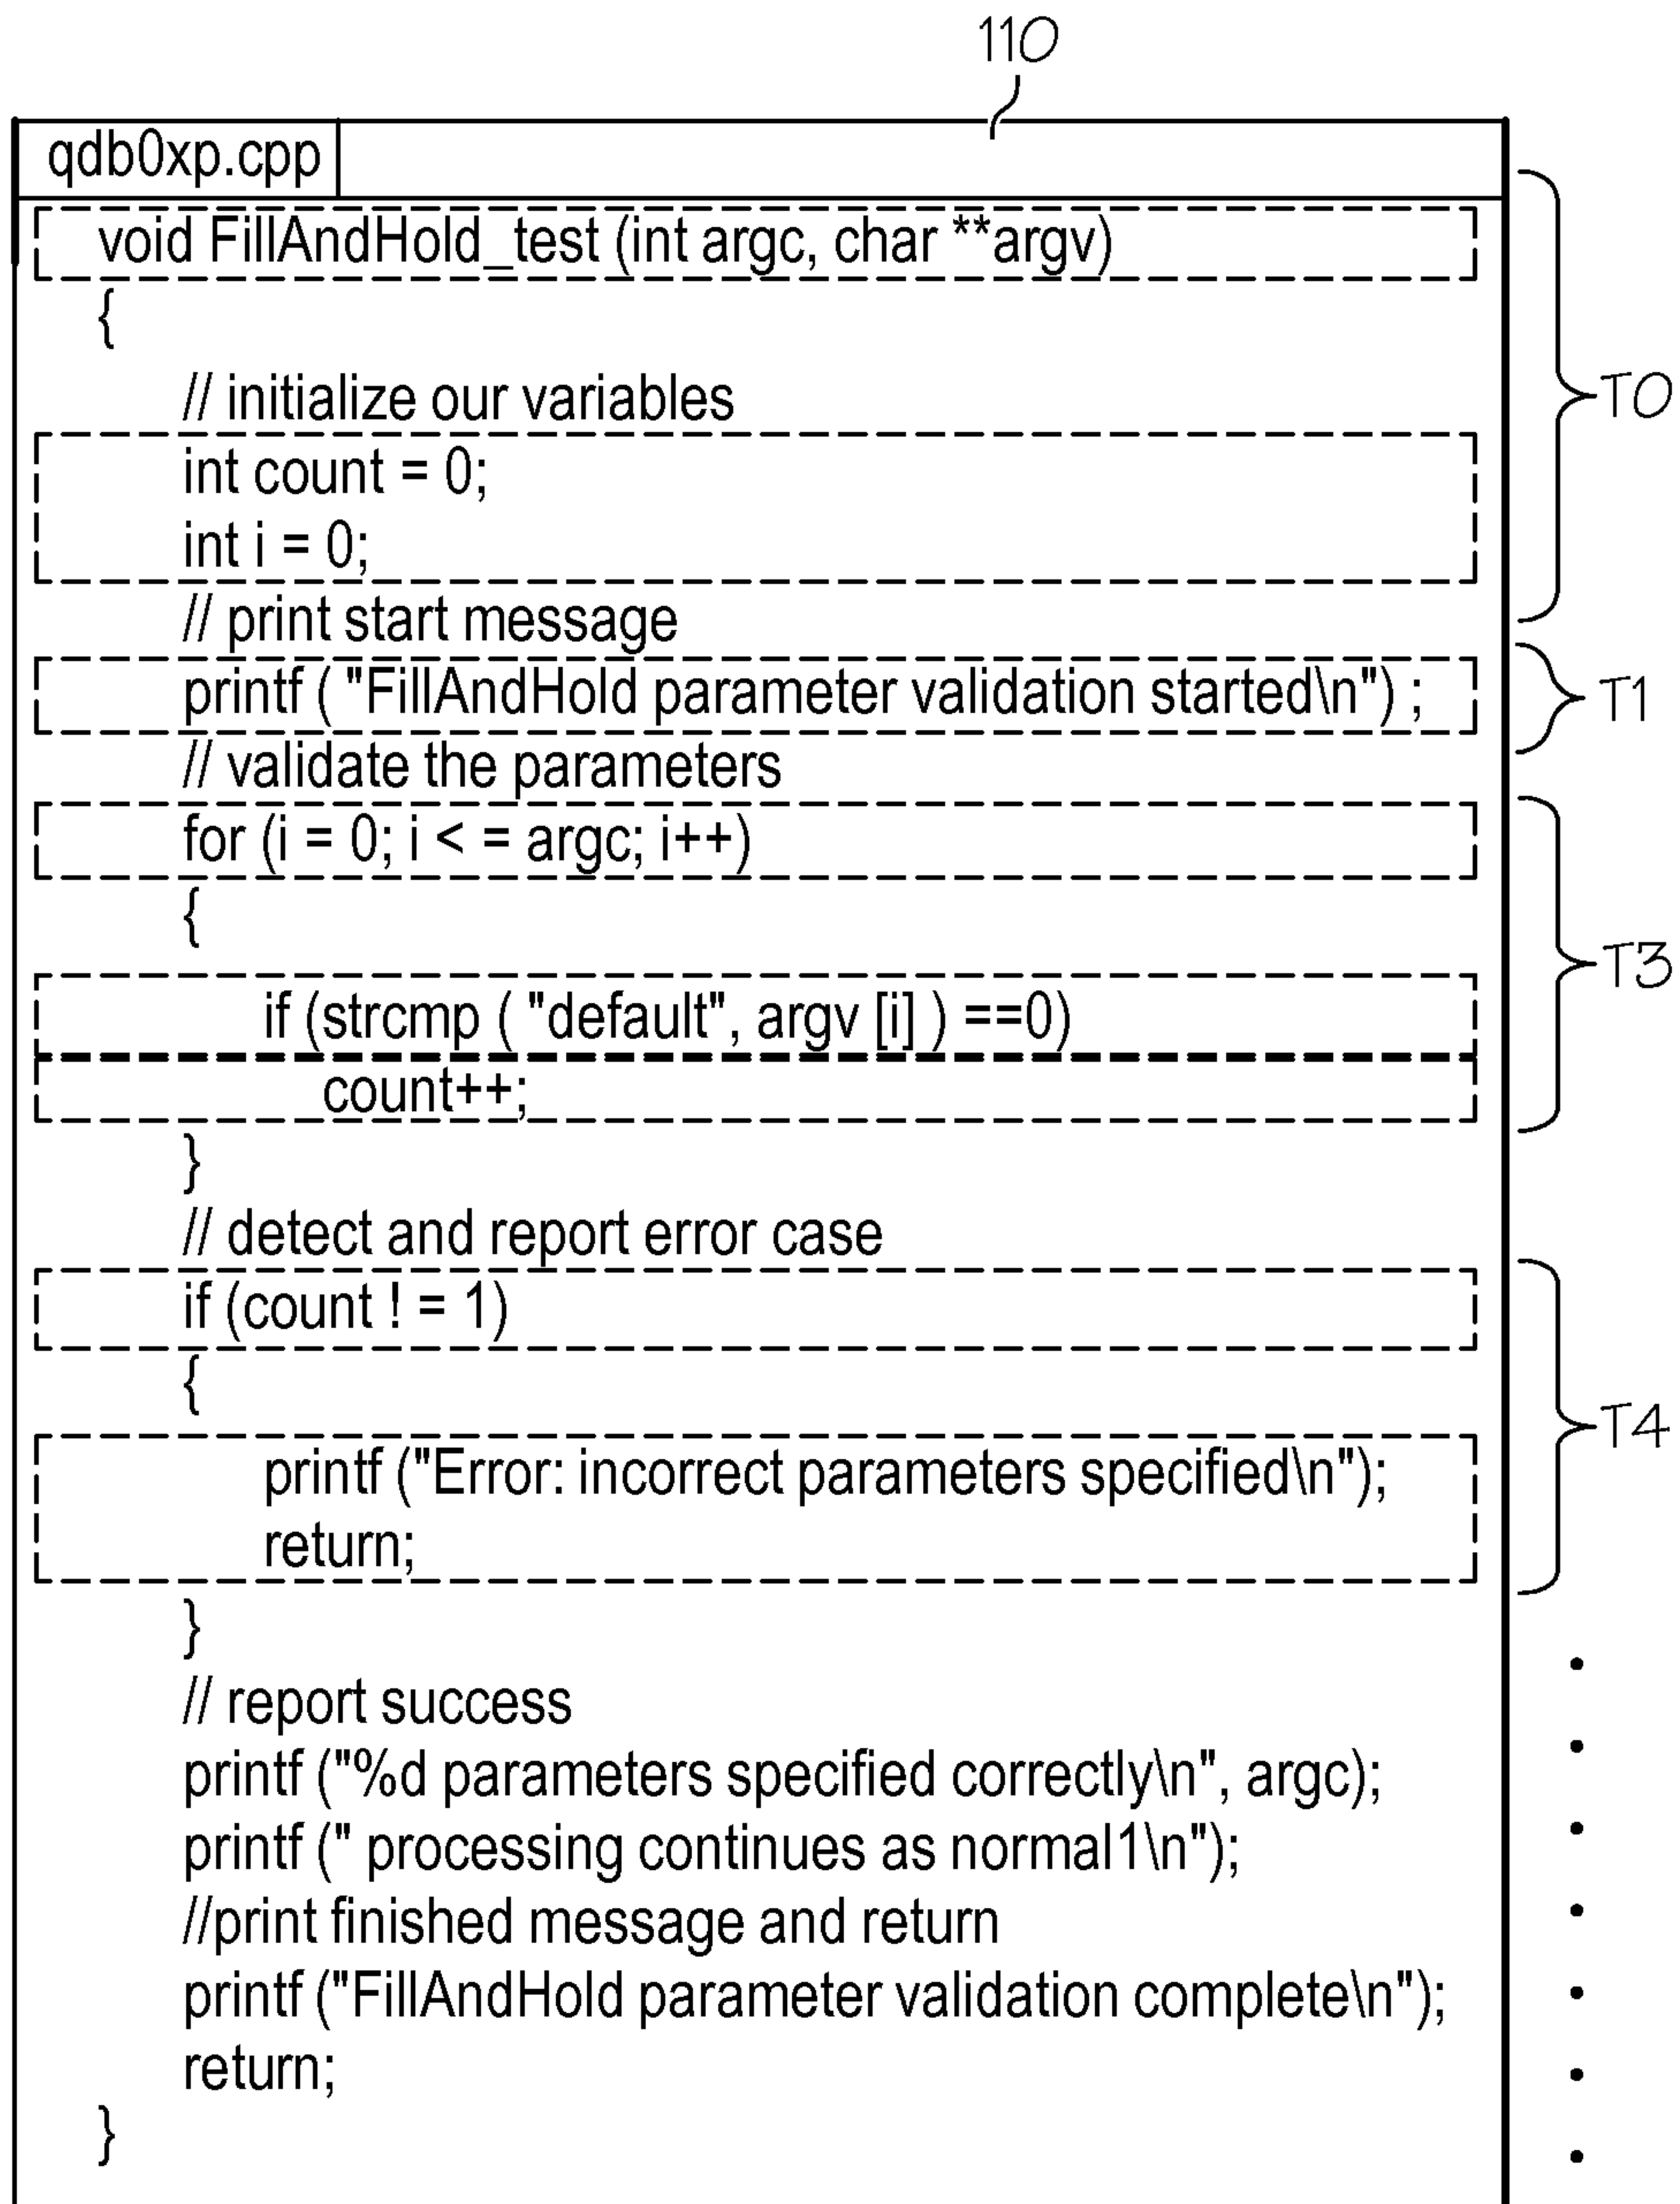 110
qdb0xp.cpp
void FillAndHold_test (int argc, char **argv)
{
// initialize our variables
T0
int count = 0;
int i = 0;
// print start message
printf ( "FillAndHold parameter validation started\n") ;
T1
// validate the parameters
for (i = 0; i < = argc; i++)
{
T3
if (strcmp ( "default", argv [i] ) ==0)
count++;
}
// detect and report error case
if (count ! = 1)
{
T4
printf ("Error: incorrect parameters specified\n");
return;
}
// report success
printf ("%d parameters specified correctly\n", argc);
printf (" processing continues as normal1\n");
//print finished message and return
printf ("FillAndHold parameter validation complete\n");
return;
}